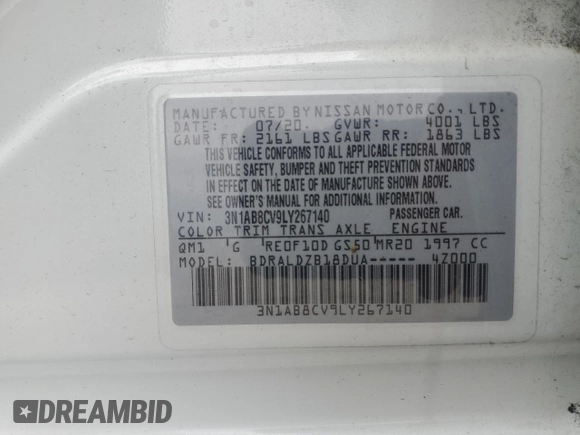 MANUFACTURED BY NISSAN MOTOR CO., LTD.
DATE: 07/20. GVWR: 4001 LBS
GAWR FR: 2161 LBS GAWR RR: 1863 LBS
THIS VEHICLE CONFORMS TO ALL APPLICABLE FEDERAL MOTOR
VEHICLE SAFETY, BUMPER AND THEFT PREVENTION STANDARDS
IN EFFECT ON THE DATE OF MANUFACTURE SHOWN ABOVE.
SEE OWNER'S MANUAL FOR ADDITIONAL INFORMATION.
VIN: 3N1AB8CV9LY267140 PASSENGER CAR.
COLOR TRIM TRANS AXLE ENGINE
QM1 G RE0F10D GS50 MR20 1997 CC
MODEL: BDRALDZB18DUA----- 4Z000
3N1AB8CV9LY267140
DREAMBID